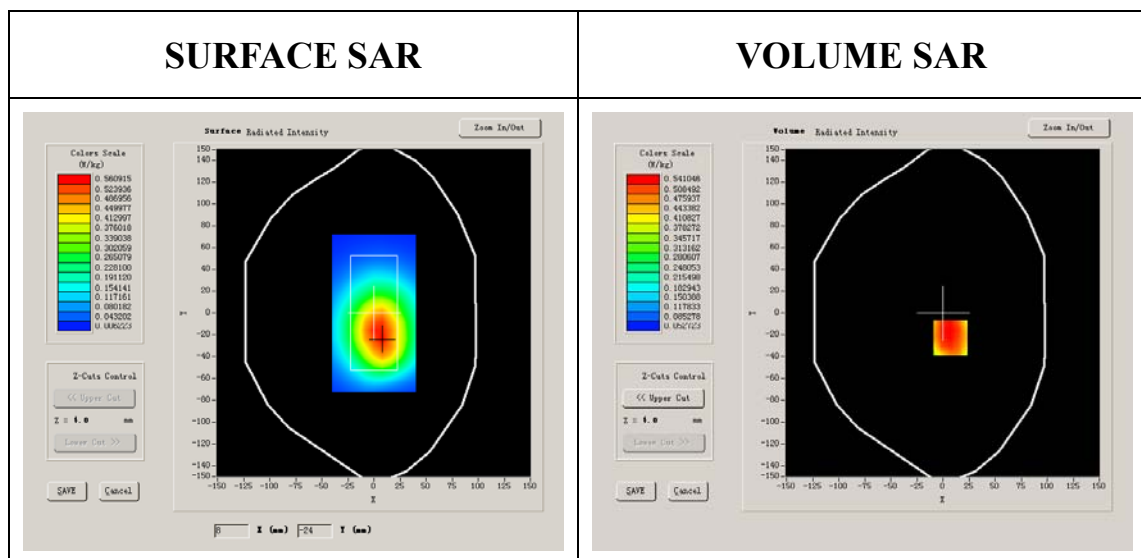 SURFACE SAR
VOLUME SAR
Surface Radiated Intensity
Zoom In/Out
Colors Scale
(W/kg)
0.560915
0.523936
0.486956
0.449977
0.412997
0.376018
0.339038
0.302059
0.265079
0.228100
0.191120
0.154141
0.117161
0.080182
0.043202
0.006223
150
140
120
100
80
60
40
20
0
-20
-40
-60
-80
-100
-120
-140
-150
Y
-150 -125 -100 -75 -50 -25 0 25 50 75 100 125 150
X
Z-Cuts Control
<< Upper Cut
Z = 4.0 mm
Lower Cut >>
SAVE
Cancel
8 X (mm) -24 Y (mm)
Volume Radiated Intensity
Zoom In/Out
Colors Scale
(W/kg)
0.541046
0.508492
0.475937
0.443382
0.410827
0.378272
0.345717
0.313162
0.280607
0.248053
0.215498
0.182943
0.150388
0.117833
0.085278
0.052723
150
140
120
100
80
60
40
20
0
-20
-40
-60
-80
-100
-120
-140
-150
Y
-150 -125 -100 -75 -50 -25 0 25 50 75 100 125 150
X
Z-Cuts Control
<< Upper Cut
Z = 4.0 mm
Lower Cut >>
SAVE
Cancel